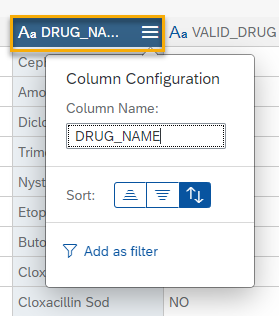 Aa DRUG_NA...
Aa VALID_DRUG
Cep
Amo
Diclo
Trim
Nyst
Etop
Buto
Clox
Column Configuration
Column Name:
DRUG_NAME
Sort:
Add as filter
Cloxacillin Sod
NO